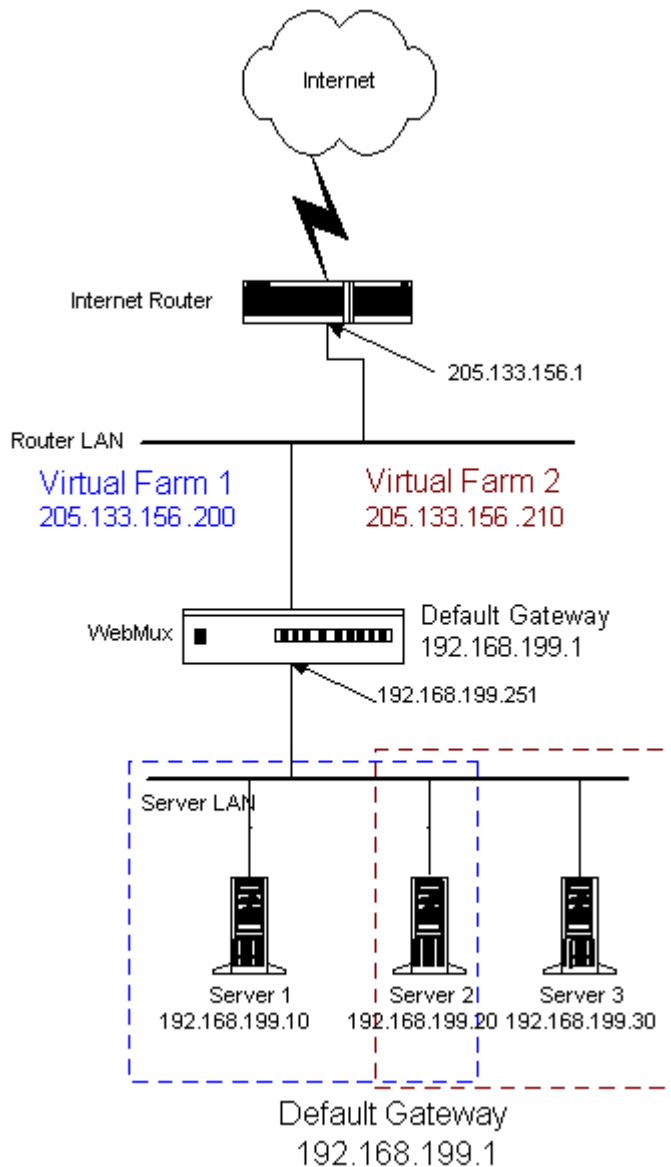 Internet
Internet Router
205.133.156.1
Router LAN
Virtual Farm 1
205.133.156.200
Virtual Farm 2
205.133.156.210
WebMux
Default Gateway
192.168.199.1
192.168.199.251
Server LAN
Server 1
192.168.199.10
Server 2
192.168.199.20
Server 3
192.168.199.30
Default Gateway
192.168.199.1